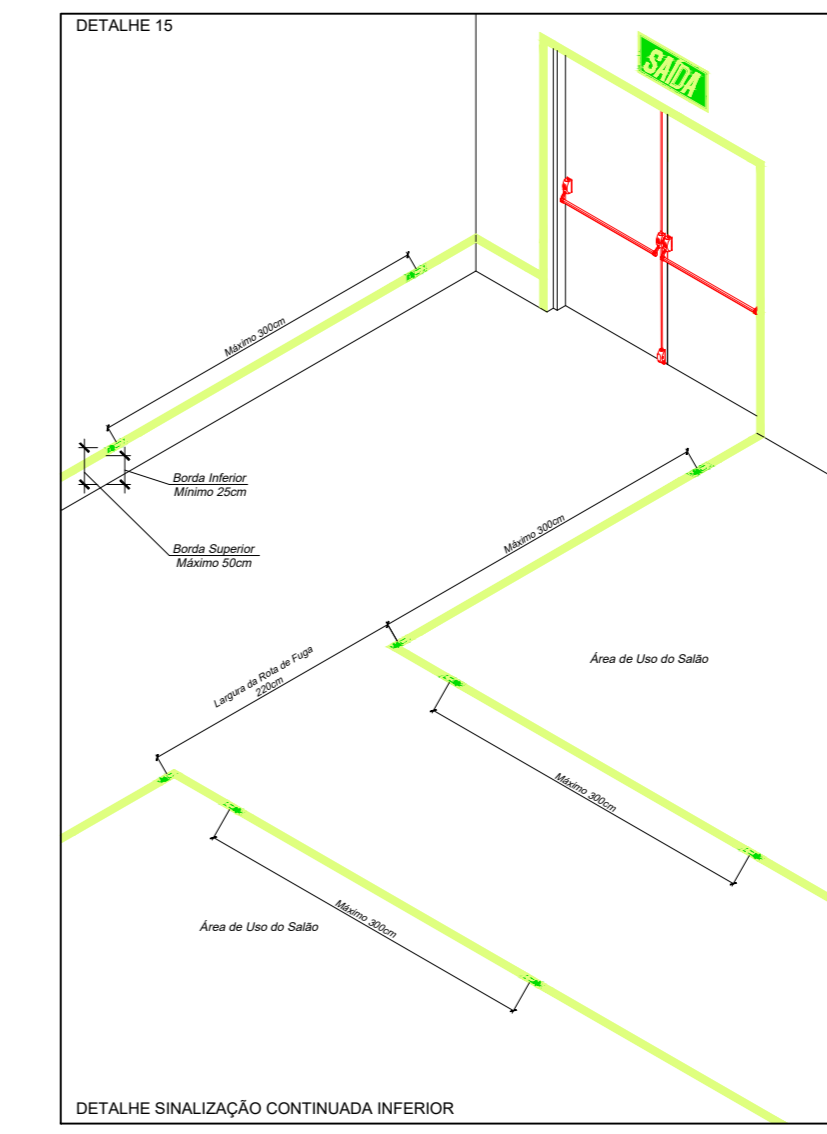 DETALHE 15
SAÍDA
Máximo 300cm
Borda Inferior
Mínimo 25cm
Borda Superior
Máximo 50cm
Máximo 300cm
Largura da Rota de Fuga
220cm
Área de Uso do Salão
Máximo 300cm
Máximo 300cm
Área de Uso do Salão
DETALHE SINALIZAÇÃO CONTINUADA INFERIOR